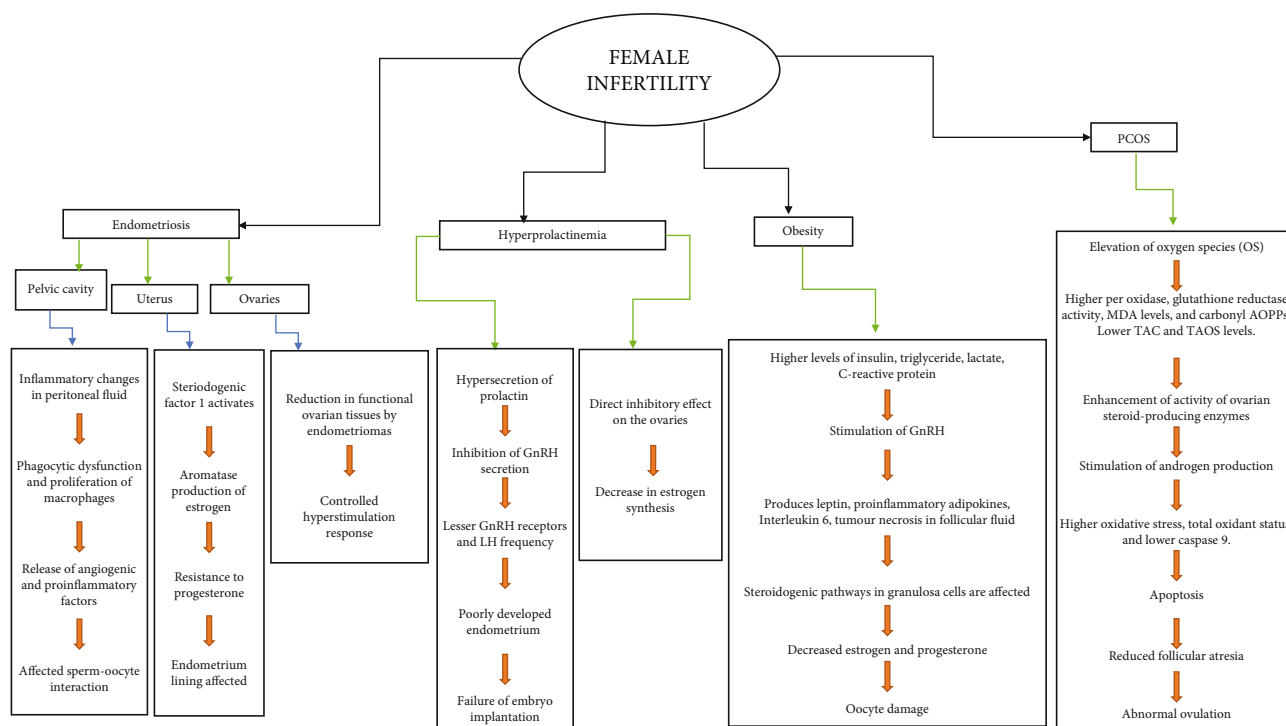 FEMALE
INFERTILITY
PCOS
Endometriosis
Hyperprolactinemia
Obesity
Pelvic cavity
Uterus
Ovaries
Inflammatory changes
in peritoneal fluid
Phagocytic dysfunction
and proliferation of
macrophages
Release of angiogenic
and proinflammatory
factors
Affected sperm-oocyte
interaction
Steriodogenic
factor 1 activates
Aromatase
production of
estrogen
Resistance to
progesterone
Endometrium
lining affected
Reduction in functional
ovarian tissues by
endometriomas
Controlled
hyperstimulation
response
Hypersecretion of
prolactin
Inhibition of GnRH
secretion
Lesser GnRH receptors
and LH frequency
Poorly developed
endometrium
Failure of embryo
implantation
Direct inhibitory effect
on the ovaries
Decrease in estrogen
synthesis
Higher levels of insulin, triglyceride, lactate,
C-reactive protein
Stimulation of GnRH
Produces leptin, proinflammatory adipokines,
Interleukin 6, tumour necrosis in follicular fluid
Steroidogenic pathways in granulosa cells are affected
Decreased estrogen and progesterone
Oocyte damage
Elevation of oxygen species (OS)
Higher per oxidase, glutathione reductase
activity, MDA levels, and carbonyl AOPPs
Lower TAC and TAOS levels.
Enhancement of activity of ovarian
steroid-producing enzymes
Stimulation of androgen production
Higher oxidative stress, total oxidant status
and lower caspase 9.
Apoptosis
Reduced follicular atresia
Abnormal ovulation